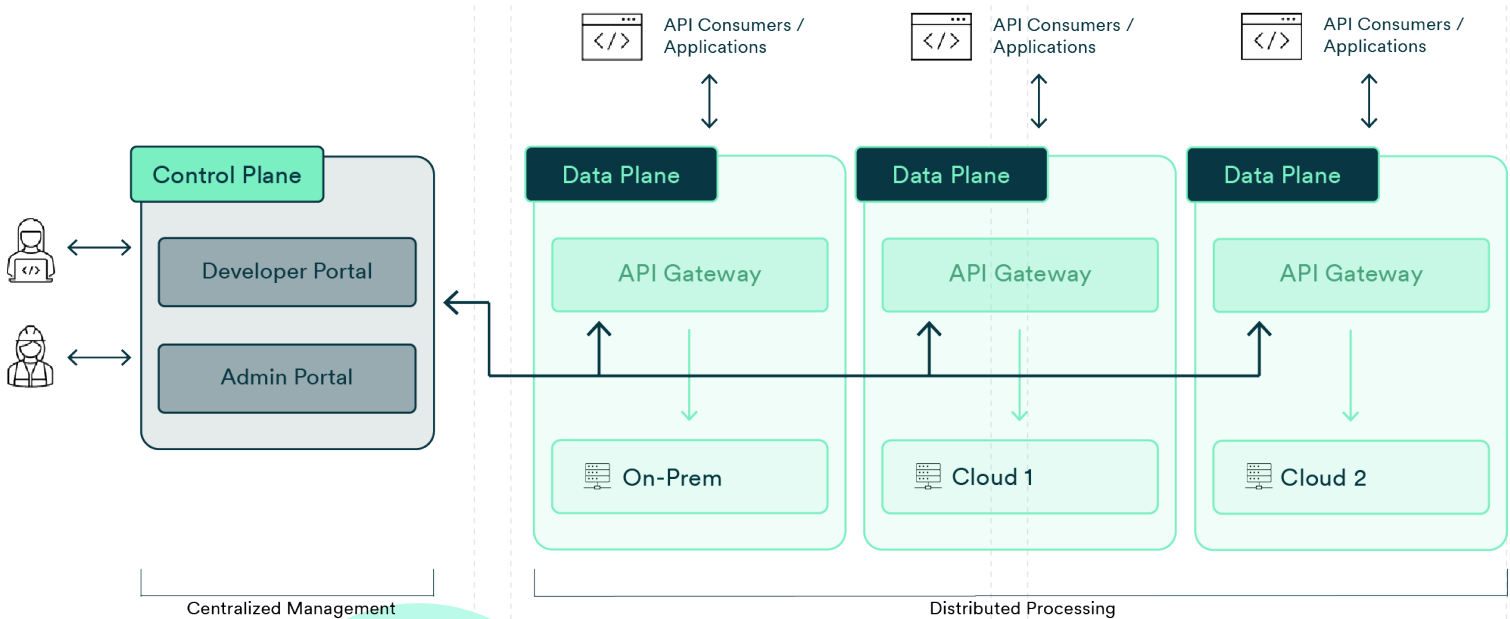 API Consumers /
Applications
API Consumers /
Applications
API Consumers /
Applications
Control Plane
Developer Portal
Admin Portal
Data Plane
API Gateway
On-Prem
Data Plane
API Gateway
Cloud 1
Data Plane
API Gateway
Cloud 2
Centralized Management
Distributed Processing